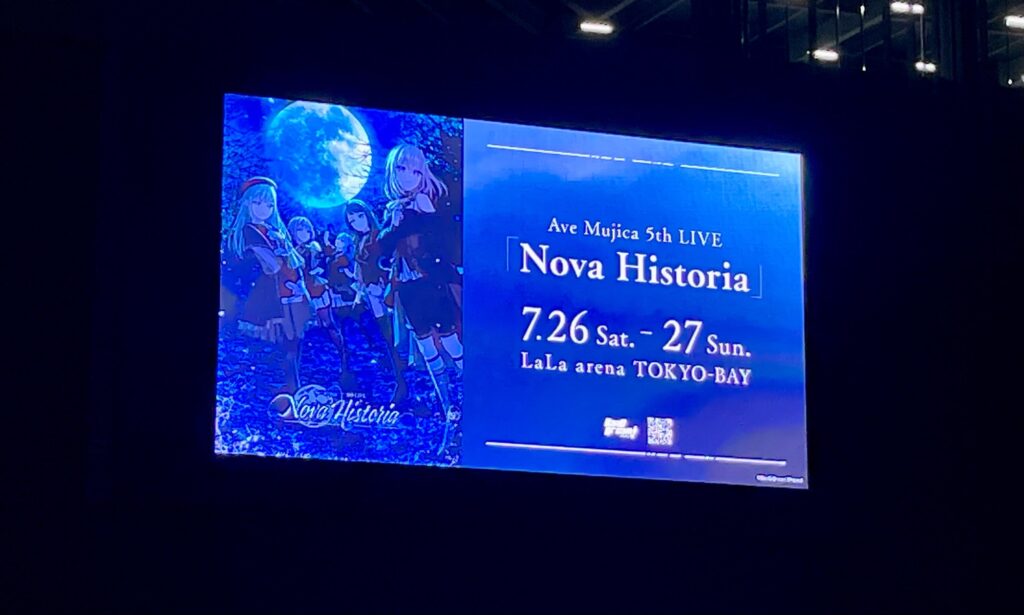 Ave Mujica 5th LIVE
「Nova Historia」
7.26 Sat. – 27 Sun.
LaLa arena TOKYO-BAY
Nova Historia